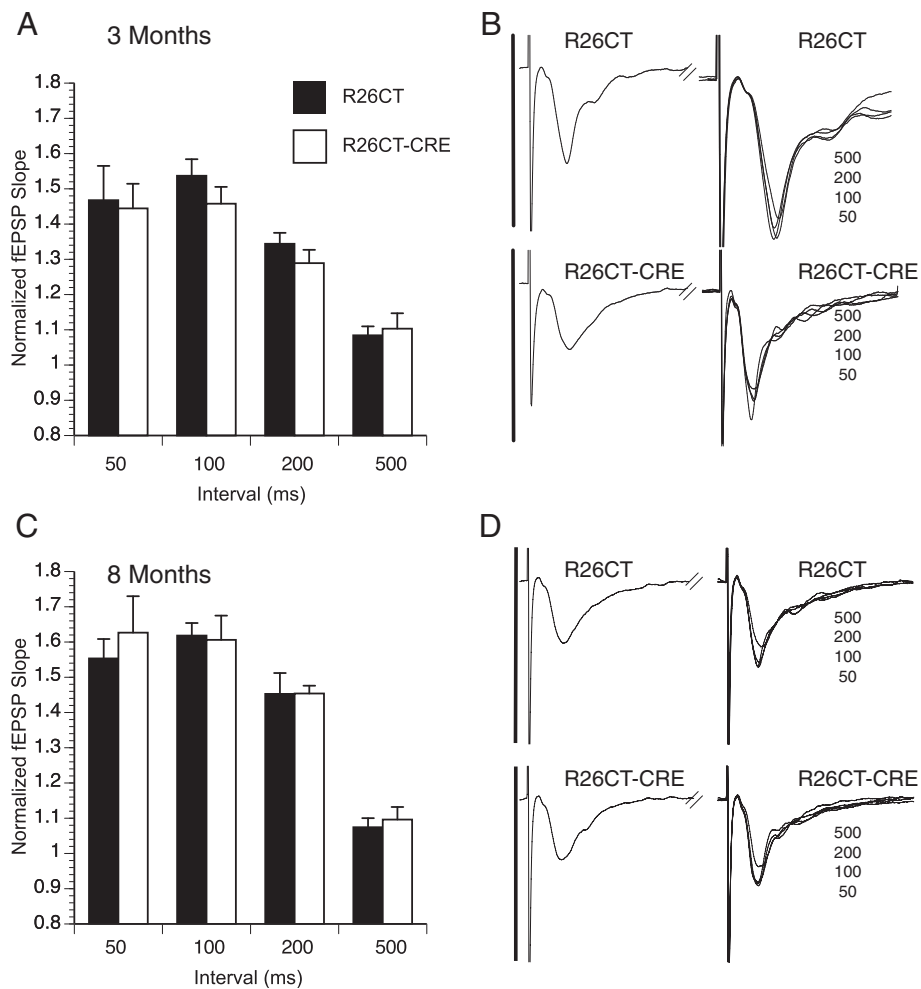 A
3 Months
1.8
1.7
1.6
1.5
1.4
1.3
1.2
1.1
1
0.9
0.8
Normalized fEPSP Slope
R26CT
R26CT-CRE
50 100 200 500
Interval (ms)
B
R26CT
R26CT
500
200
100
50
R26CT-CRE
R26CT-CRE
500
200
100
50
C
8 Months
1.8
1.7
1.6
1.5
1.4
1.3
1.2
1.1
1
0.9
0.8
Normalized fEPSP Slope
50 100 200 500
Interval (ms)
D
R26CT
R26CT
500
200
100
50
R26CT-CRE
R26CT-CRE
500
200
100
50